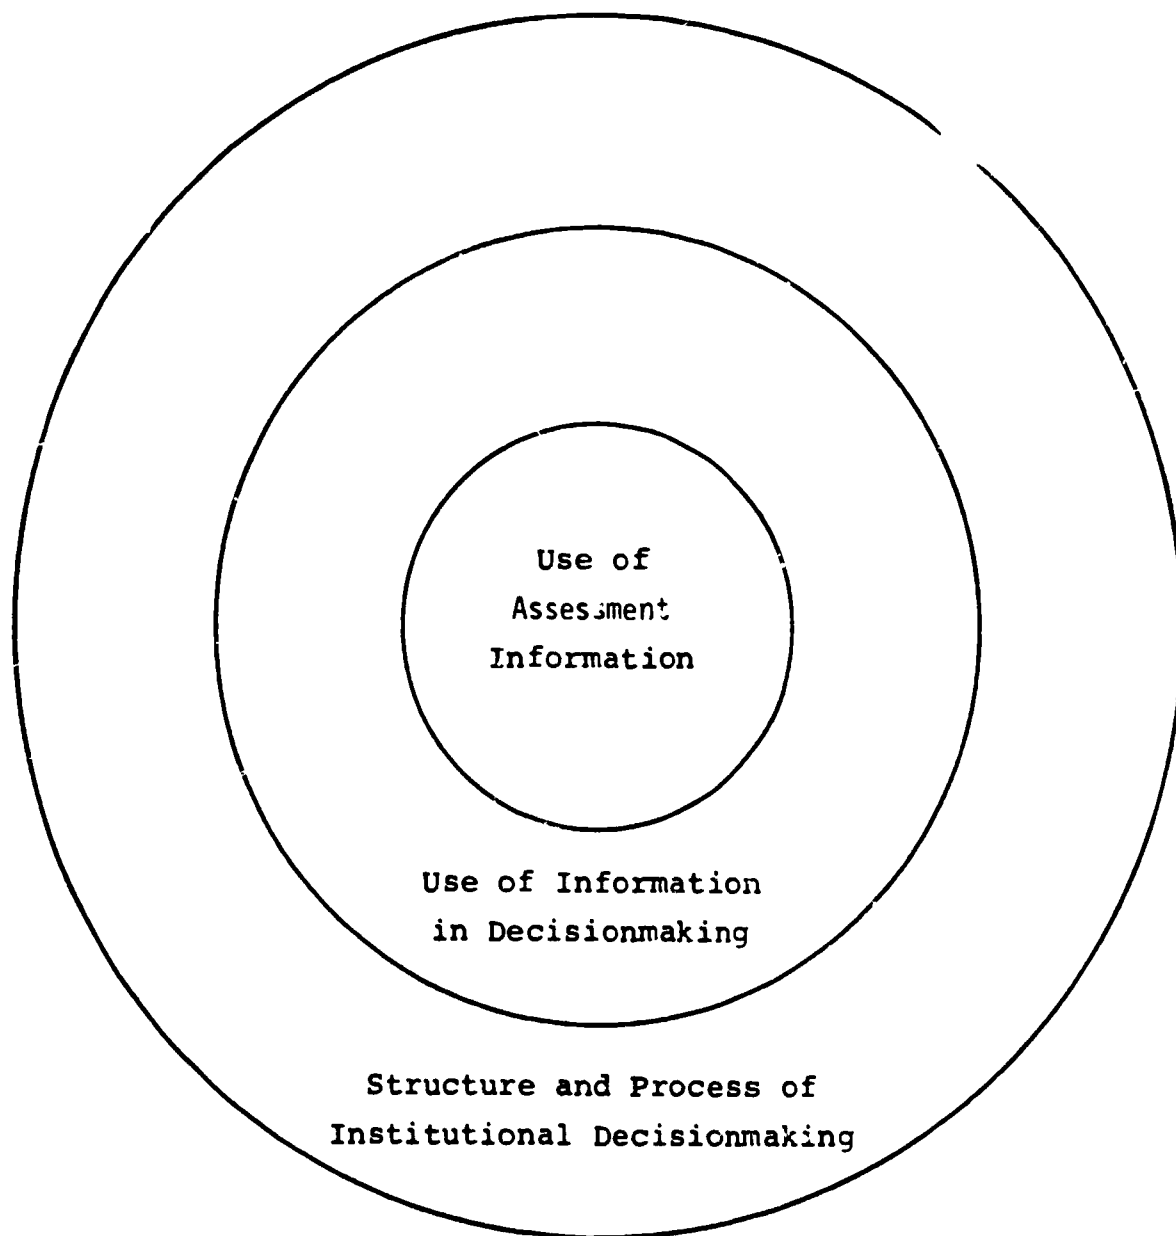 Use of
Assessment
Information
Use of Information
in Decisionmaking
Structure and Process of
Institutional Decisionmaking